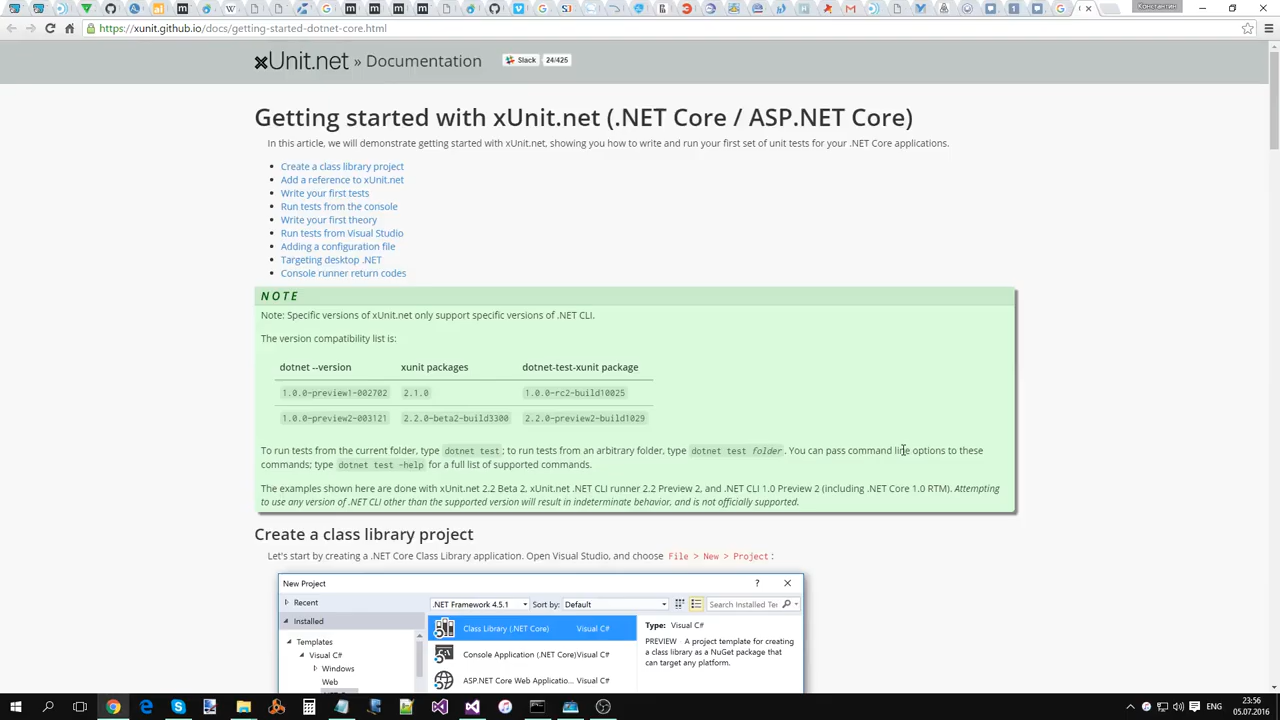 Константин
https://xunit.github.io/docs/getting-started-dotnet-core.html
xUnit.net » Documentation
Slack 24/425
Getting started with xUnit.net (.NET Core / ASP.NET Core)
In this article, we will demonstrate getting started with xUnit.net, showing you how to write and run your first set of unit tests for your .NET Core applications.
Create a class library project
Add a reference to xUnit.net
Write your first tests
Run tests from the console
Write your first theory
Run tests from Visual Studio
Adding a configuration file
Targeting desktop .NET
Console runner return codes
NOTE
Note: Specific versions of xUnit.net only support specific versions of .NET CLI.
The version compatibility list is:
dotnet --version xunit packages dotnet-test-xunit package
1.0.0-preview1-002702 2.1.0 1.0.0-rc2-build10025
1.0.0-preview2-003121 2.2.0-beta2-build3300 2.2.0-preview2-build1029
To run tests from the current folder, type dotnet test; to run tests from an arbitrary folder, type dotnet test folder. You can pass command line options to these
commands; type dotnet test -help for a full list of supported commands.
The examples shown here are done with xUnit.net 2.2 Beta 2, xUnit.net .NET CLI runner 2.2 Preview 2, and .NET CLI 1.0 Preview 2 (including .NET Core 1.0 RTM). Attempting
to use any version of .NET CLI other than the supported version will result in indeterminate behavior, and is not officially supported.
Create a class library project
Let's start by creating a .NET Core Class Library application. Open Visual Studio, and choose File > New > Project:
New Project ?
Recent .NET Framework 4.5.1 Sort by: Default Search Installed Ter
Installed Class Library (.NET Core) Visual C# Type: Visual C#
Templates PREVIEW A project template for creating
Visual C# Console Application (.NET Core) Visual C# a class library as a NuGet package that
Windows can target any platform.
Web ASP.NET Core Web Applicatio... Visual C#
ENG 23:56
05.07.2016